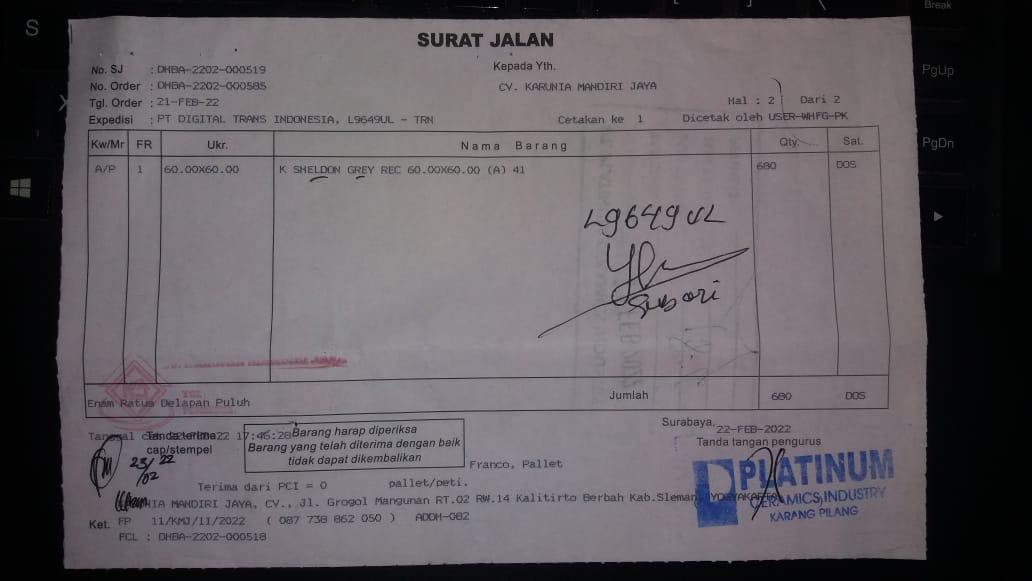 SURAT JALAN
No. SJ : DHBA-2202-000519
Kepada Yth.
No. Order : DHBA-2202-000585
CV. KARUNIA MANDIRI JAYA
Tgl. Order : 21-FEB-22
Hal : 2 Dari 2
Expedisi : PT DIGITAL TRANS INDONESIA, L9649UL - TRN
Cetakan ke 1 Dicetak oleh USER-WHFG-PK
Kw/Mr FR Ukr. Nama Barang Qty. Sat.
A/P 1 60.00X60.00 K SHELDON GREY REC 60.00X60.00 (A) 41 680 DOS
L9649UL
Subari
Enam Ratus Delapan Puluh Jumlah 680 DOS
Surabaya, 22-FEB-2022
Tanggal 17:46:28
Tanda terima
cap/stempel
Barang harap diperiksa
Barang yang telah diterima dengan baik
tidak dapat dikembalikan
Tanda tangan pengurus
23/02 22
Franco, Pallet
PLATINUM
CERAMICS INDUSTRY
KARANG PILANG
Terima dari PCI = 0 pallet/peti.
MANDIRI JAYA, CV., Jl. Grogol Mangunan RT.02 RW.14 Kalitirto Berbah Kab.Sleman, YOGYAKARTA
Ket. FP 11/KMJ/II/2022 ( 087 738 862 050 ) ADDH-082
FCL : DHBA-2202-000518
S
Break
PgUp
PgDn